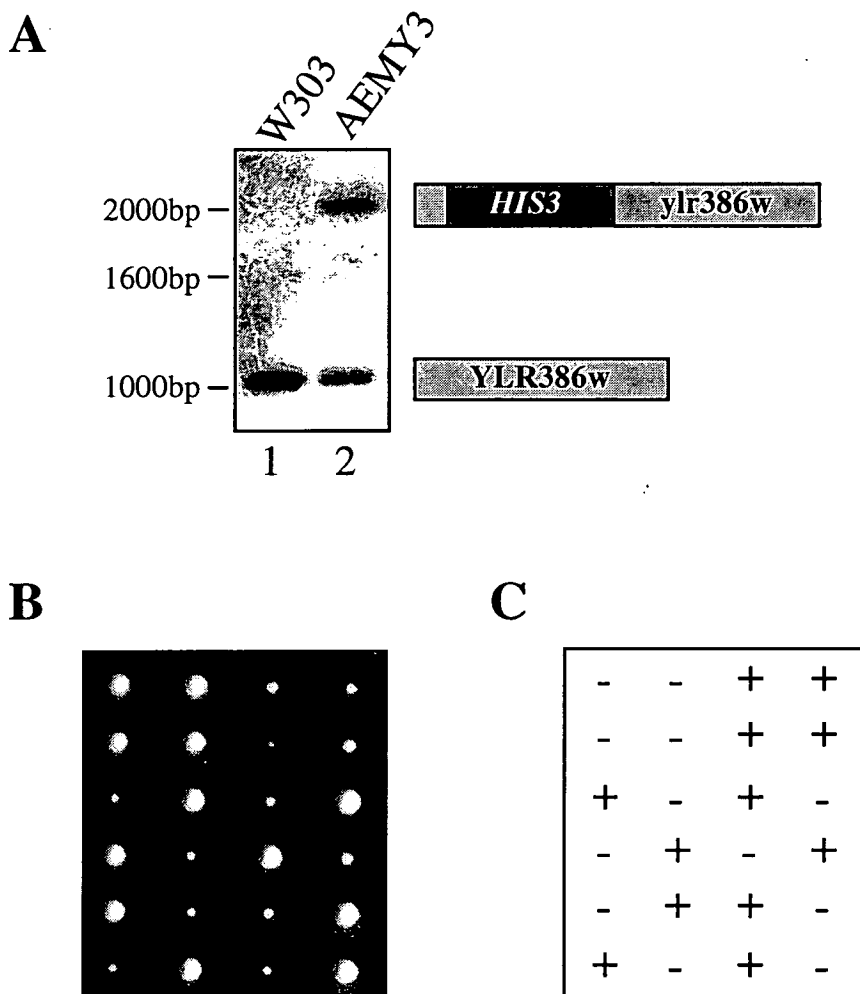 A
W303 AEMY3
2000bp
HIS3 ylr386w
1600bp
1000bp
YLR386w
1 2
B C
- - + +
- - + +
+ - + -
- + - +
- + + -
+ - + -